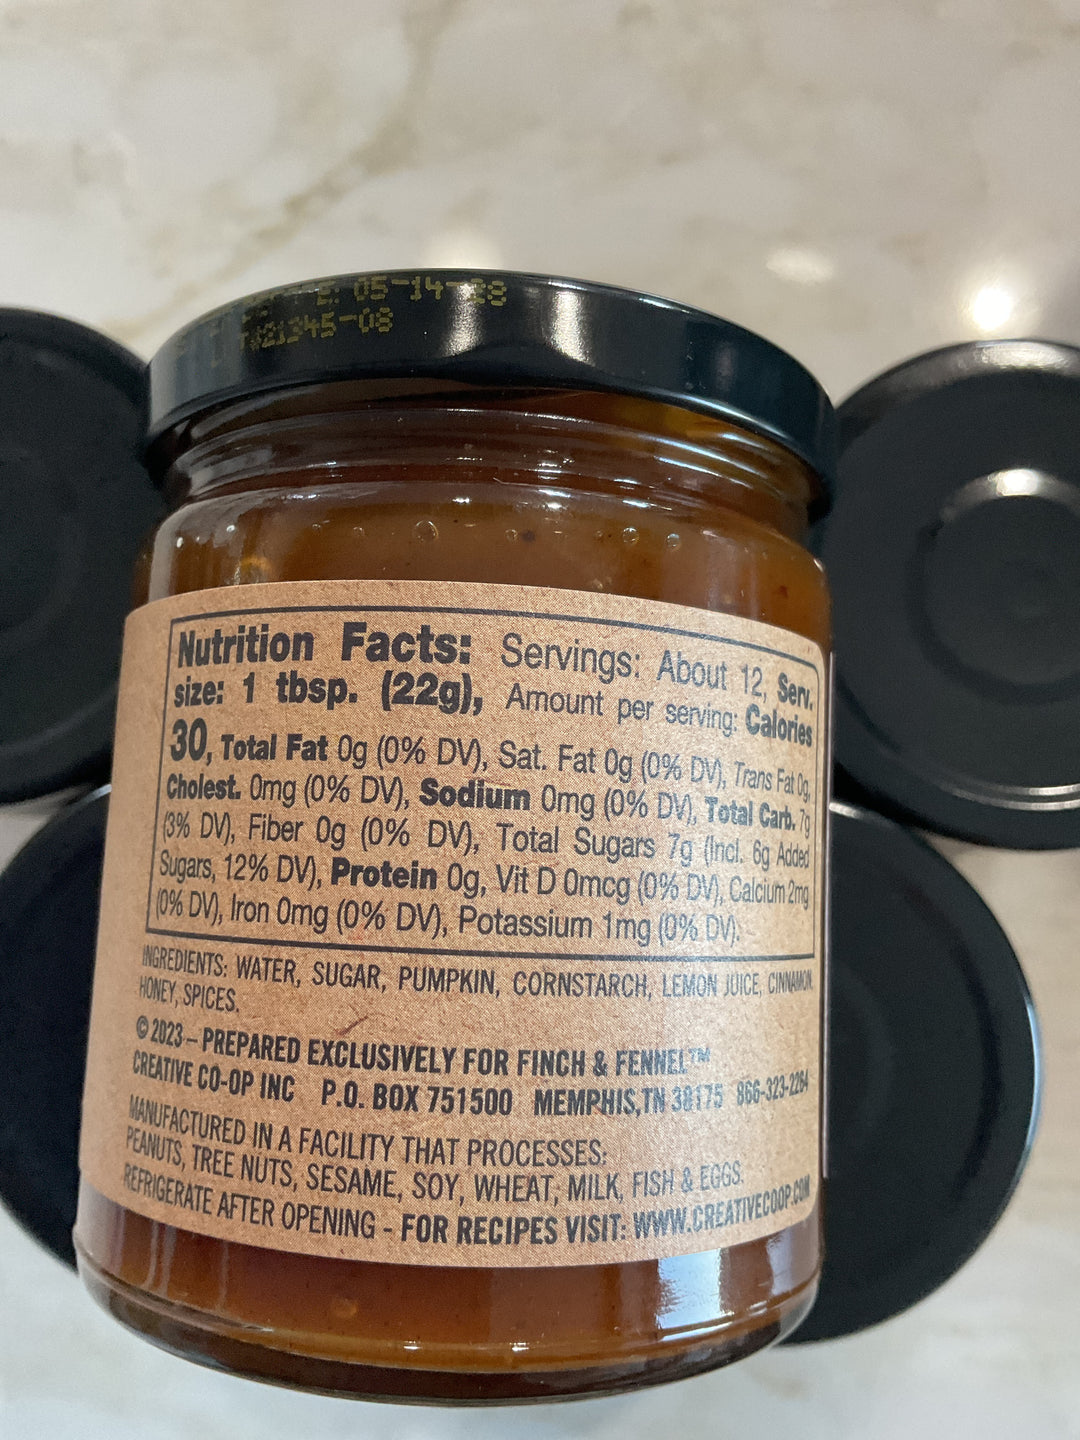 E: 05-14-28
21345-08
Nutrition Facts: Servings: About 12, Serv.
size: 1 tbsp. (22g), Amount per serving: Calories
30, Total Fat 0g (0% DV), Sat. Fat 0g (0% DV), Trans Fat 0g,
Cholest. 0mg (0% DV), Sodium 0mg (0% DV), Total Carb. 7g
(3% DV), Fiber 0g (0% DV), Total Sugars 7g (Incl. 6g Added
Sugars, 12% DV), Protein 0g, Vit D 0mcg (0% DV), Calcium 2mg
(0% DV), Iron 0mg (0% DV), Potassium 1mg (0% DV).
INGREDIENTS: WATER, SUGAR, PUMPKIN, CORNSTARCH, LEMON JUICE, CINNAMON,
HONEY, SPICES.
© 2023 – PREPARED EXCLUSIVELY FOR FINCH & FENNEL™
CREATIVE CO-OP INC P.O. BOX 751500 MEMPHIS,TN 38175 866-323-2264
MANUFACTURED IN A FACILITY THAT PROCESSES:
PEANUTS, TREE NUTS, SESAME, SOY, WHEAT, MILK, FISH & EGGS.
REFRIGERATE AFTER OPENING - FOR RECIPES VISIT: WWW.CREATIVECOOP.COM